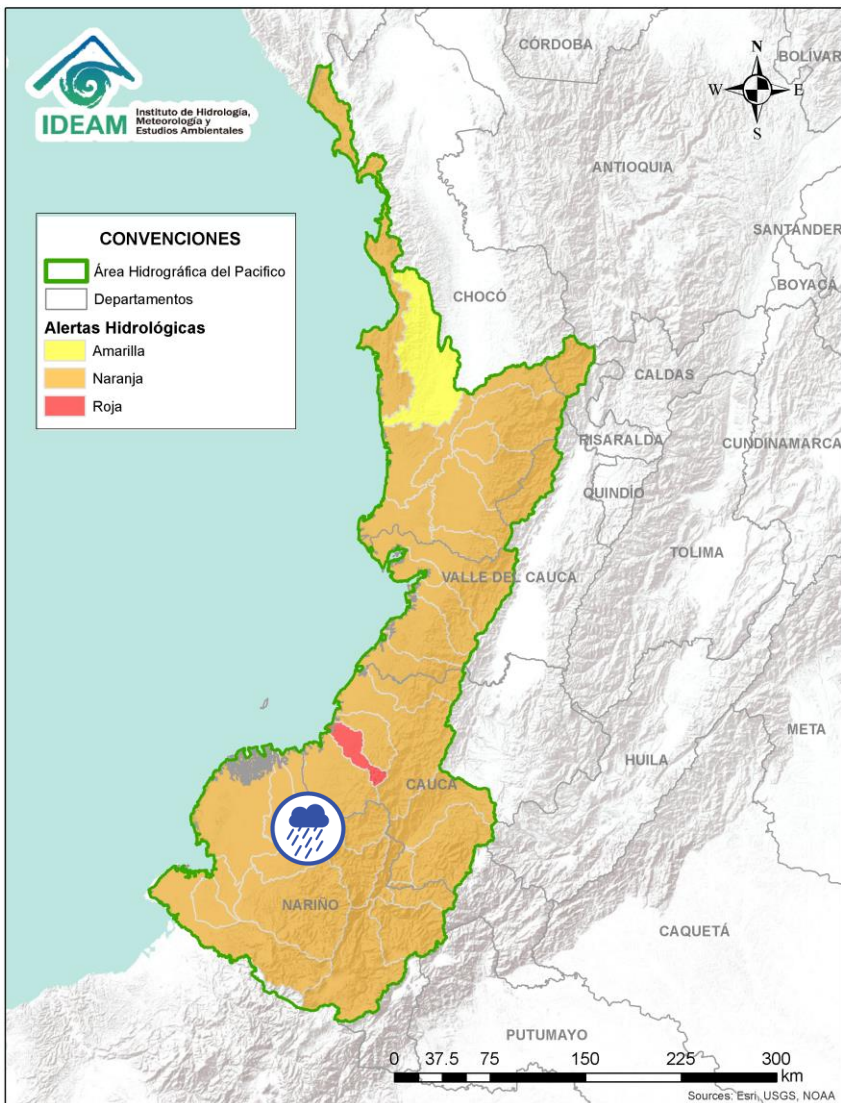 IDEAM
Instituto de Hidrología,
Meteorología y
Estudios Ambientales
N
W
E
S
CONVENCIONES
Área Hidrográfica del Pacifico
Departamentos
Alertas Hidrológicas
Amarilla
Naranja
Roja
CÓRDOBA
BOLÍVAR
ANTIOQUIA
SANTANDER
BOYACÁ
CHOCÓ
CALDAS
RISARALDA
CUNDINAMARCA
QUINDÍO
TOLIMA
VALLE DEL CAUCA
META
HUILA
CAUCA
NARIÑO
CAQUETÁ
PUTUMAYO
0 37.5 75 150 225 300
km
Sources: Esri, USGS, NOAA